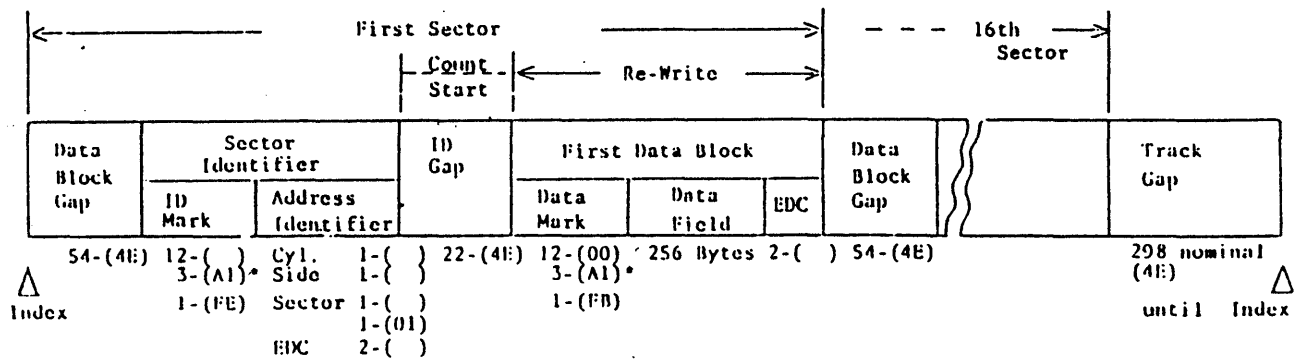 First Sector
16th
Sector
Count
Start
Re-Write
Data
Block
Gap
Sector
Identifier
ID
Mark
Address
Identifier
ID
Gap
First Data Block
Data
Mark
Data
Field
EDC
Data
Block
Gap
Track
Gap
54-(4E) 12-( ) Cyl. 1-( ) 22-(4E) 12-(00) 256 Bytes 2-( ) 54-(4E) 298 nominal
3-(A1)* Side 1-( ) 3-(A1)* (4E)
1-(FE) Sector 1-( ) 1-(FB) until Index
Index
1-(01)
EDC 2-( )